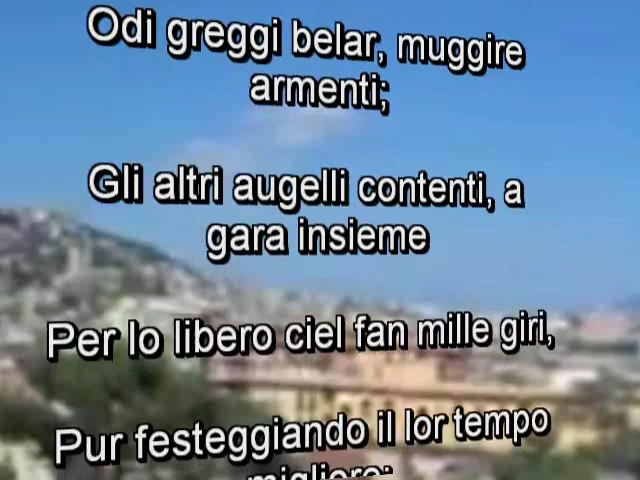 Odi greggi belar, muggire
armenti;
Gli altri augelli contenti, a
gara insieme
Per lo libero ciel fan mille giri,
Pur festeggiando il lor tempo
migliore: